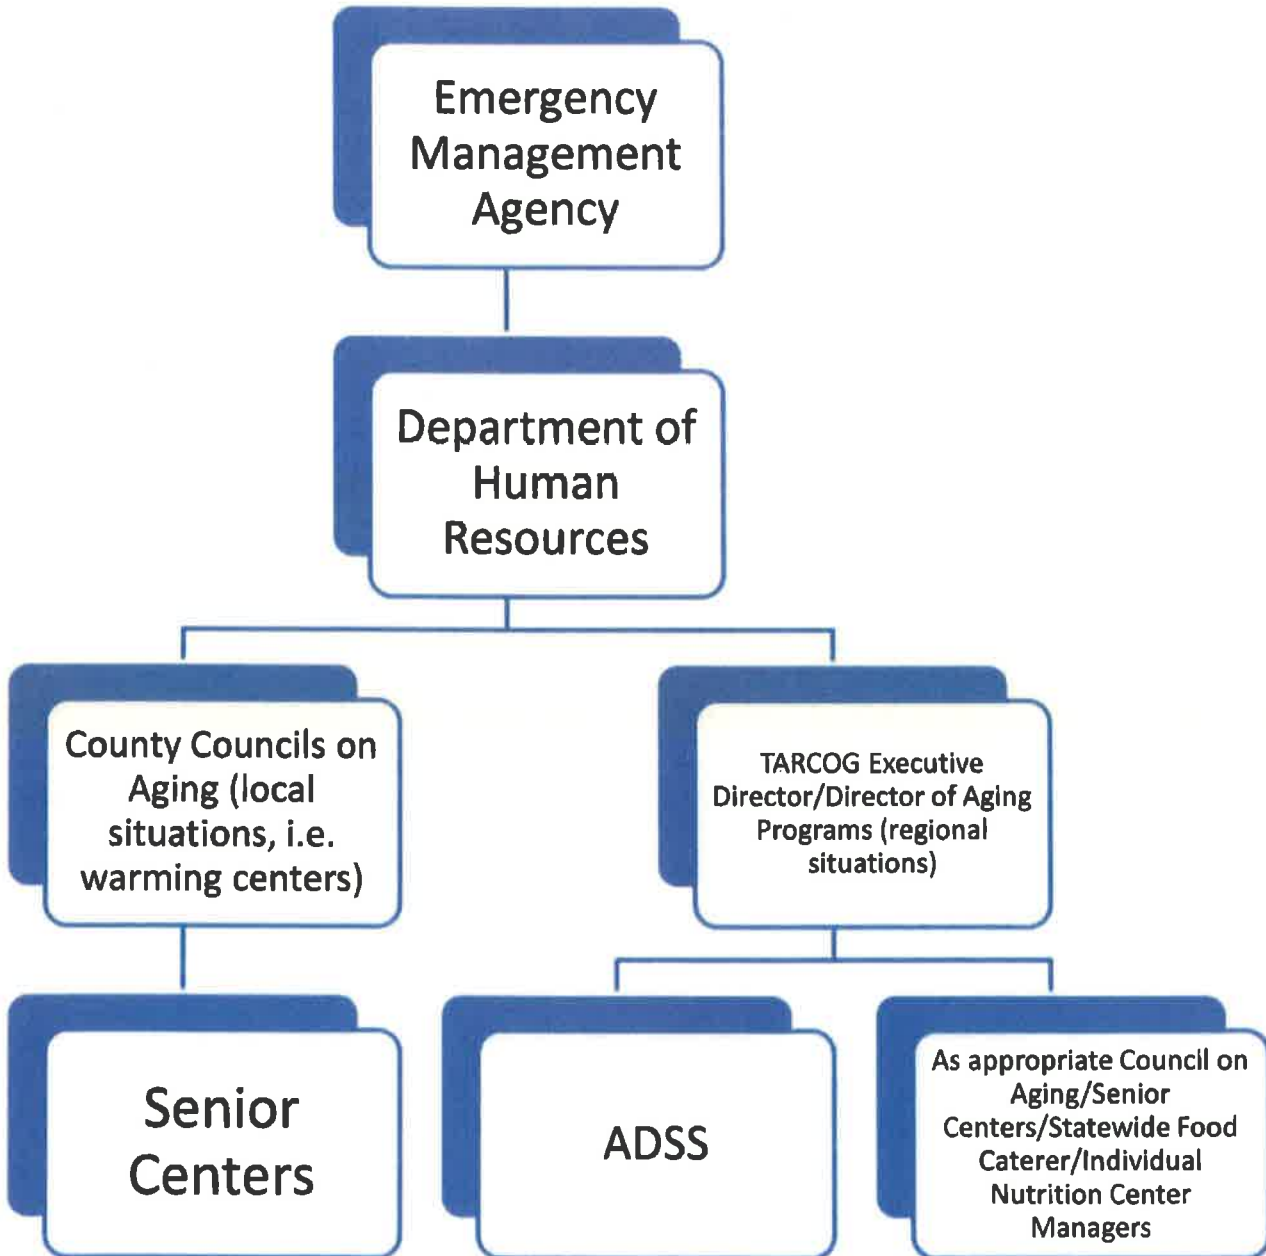 Emergency
Management
Agency
Department of
Human
Resources
County Councils on
Aging (local
situations, i.e.
warming centers)
TARCOG Executive
Director/Director of Aging
Programs (regional
situations)
Senior
Centers
ADSS
As appropriate Council on
Aging/Senior
Centers/Statewide Food
Caterer/Individual
Nutrition Center
Managers